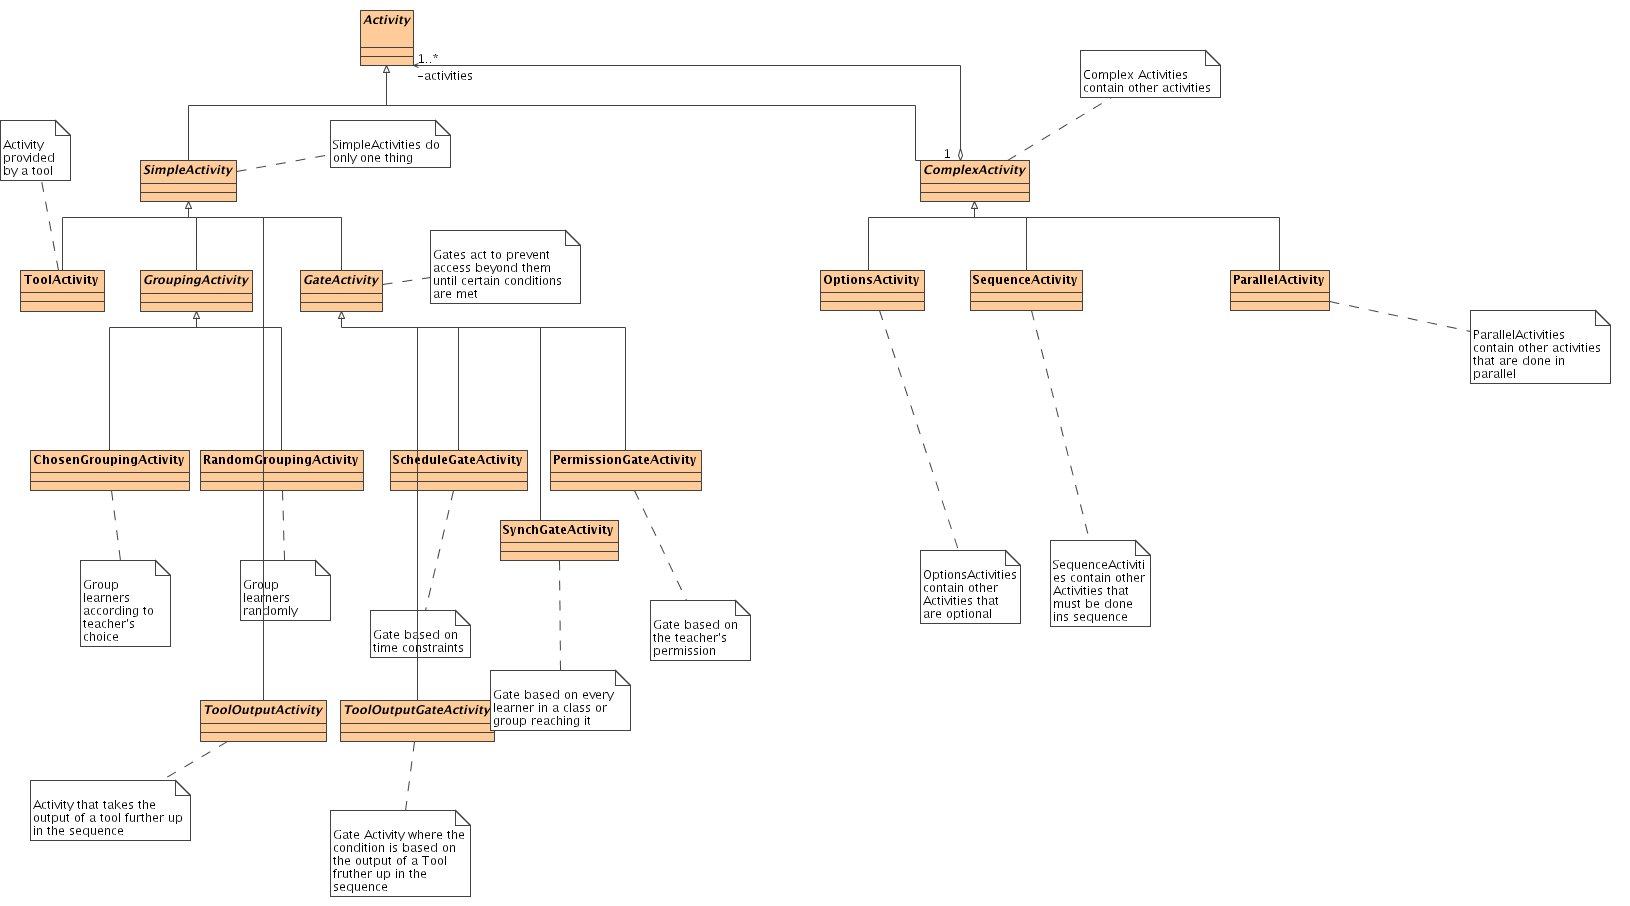 Activity
1..*
-activities
Complex Activities
contain other activities
Activity
provided
by a tool
SimpleActivities do
only one thing
1
SimpleActivity
ComplexActivity
Gates act to prevent
access beyond them
until certain conditions
are met
ToolActivity
GroupingActivity
GateActivity
OptionsActivity
SequenceActivity
ParallelActivity
ParallelActivities
contain other activities
that are done in
parallel
ChosenGroupingActivity
RandomGroupingActivity
ScheduleGateActivity
PermissionGateActivity
SynchGateActivity
Group
learners
according to
teacher's
choice
Group
learners
randomly
Gate based on
time constraints
Gate based on
the teacher's
permission
OptionsActivities
contain other
Activities that
are optional
SequenceActiviti
es contain other
Activities that
must be done
ins sequence
Gate based on every
learner in a class or
group reaching it
ToolOutputActivity
ToolOutputGateActivity
Activity that takes the
output of a tool further up
in the sequence
Gate Activity where the
condition is based on
the output of a Tool
fruther up in the
sequence